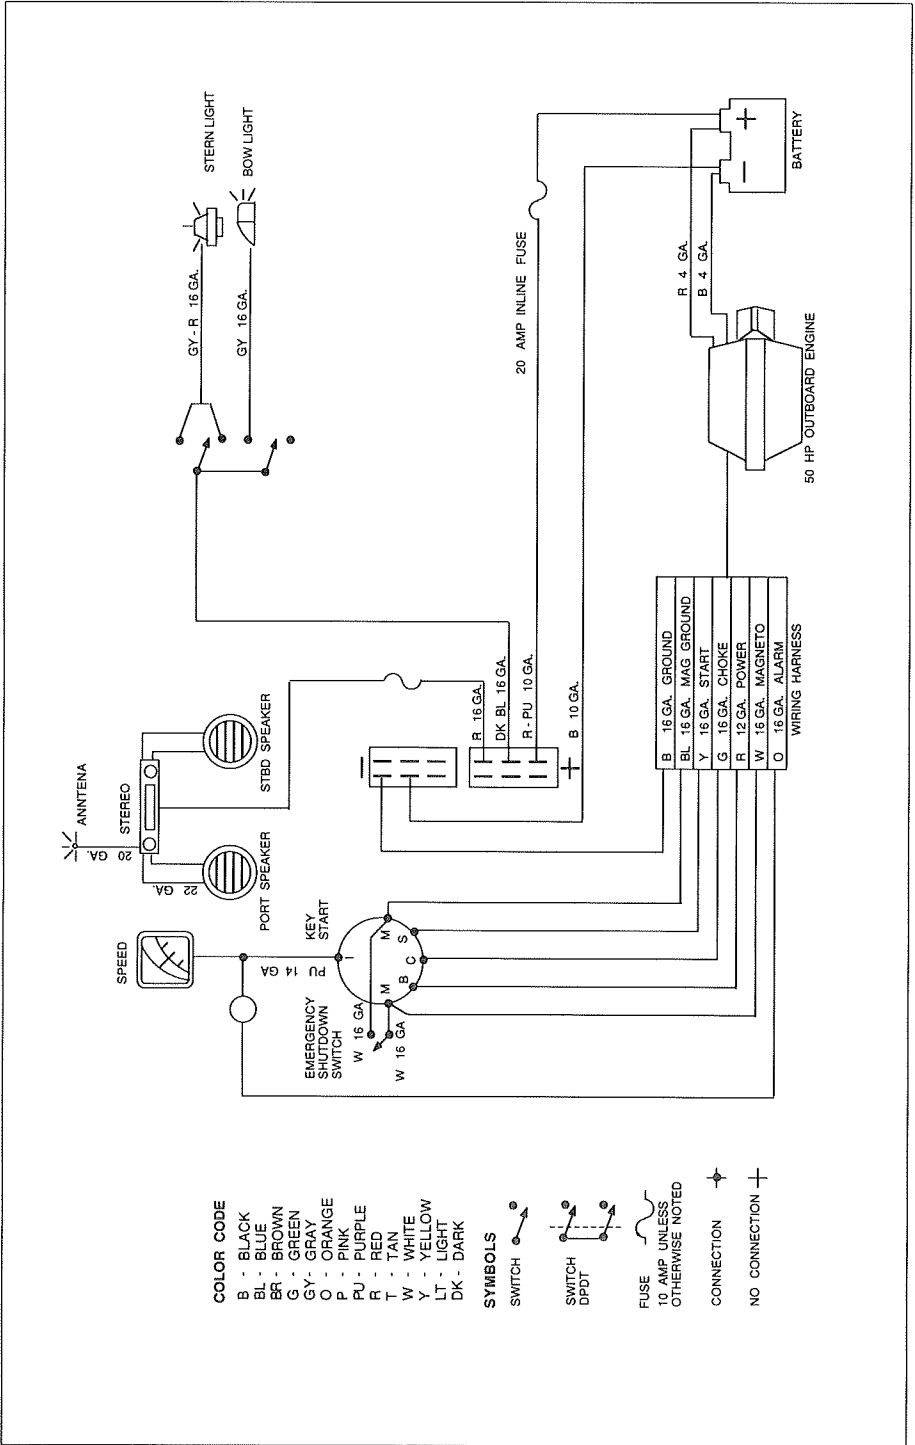 STERN LIGHT
BOW LIGHT
GY - R 16 GA.
GY 16 GA.
20 AMP INLINE FUSE
BATTERY
+
−
R 4 GA.
B 4 GA.
50 HP OUTBOARD ENGINE
ANNTENA
20 GA.
STEREO
STBD SPEAKER
22 GA.
PORT SPEAKER
SPEED
R 16 GA.
DK BL 16 GA.
R - PU 10 GA.
B 10 GA.
−
+
B 16 GA. GROUND
BL 16 GA. MAG GROUND
Y 16 GA. START
G 16 GA. CHOKE
R 12 GA. POWER
W 16 GA. MAGNETO
O 16 GA. ALARM
WIRING HARNESS
KEY
START
PU 14 GA
I
M
S
C
B
M
EMERGENCY
SHUTDOWN
SWITCH
W 16 GA
W 16 GA
COLOR CODE
B - BLACK
BL - BLUE
BR - BROWN
G - GREEN
GY - GRAY
O - ORANGE
P - PINK
PU - PURPLE
R - RED
T - TAN
W - WHITE
Y - YELLOW
LT - LIGHT
DK - DARK
SYMBOLS
SWITCH
SWITCH
DPDT
FUSE
10 AMP UNLESS
OTHERWISE NOTED
CONNECTION
NO CONNECTION